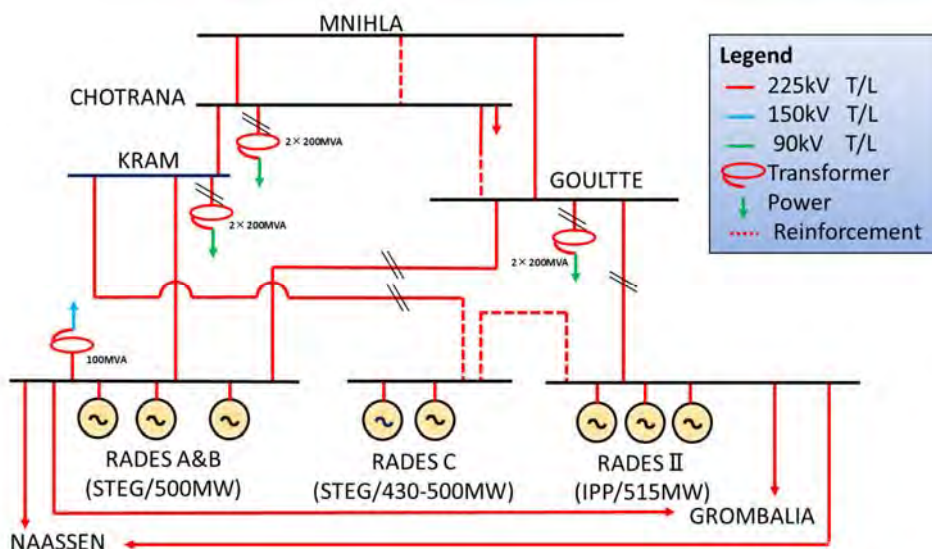 MNIHLA
Legend
225kV T/L
150kV T/L
90kV T/L
Transformer
Power
Reinforcement
CHOTRANA
2×200MVA
KRAM
GOULTTE
2×200MVA
2×200MVA
100MVA
RADES A&B
(STEG/500MW)
RADES C
(STEG/430-500MW)
RADES Ⅱ
(IPP/515MW)
GROMBALIA
NAASSEN